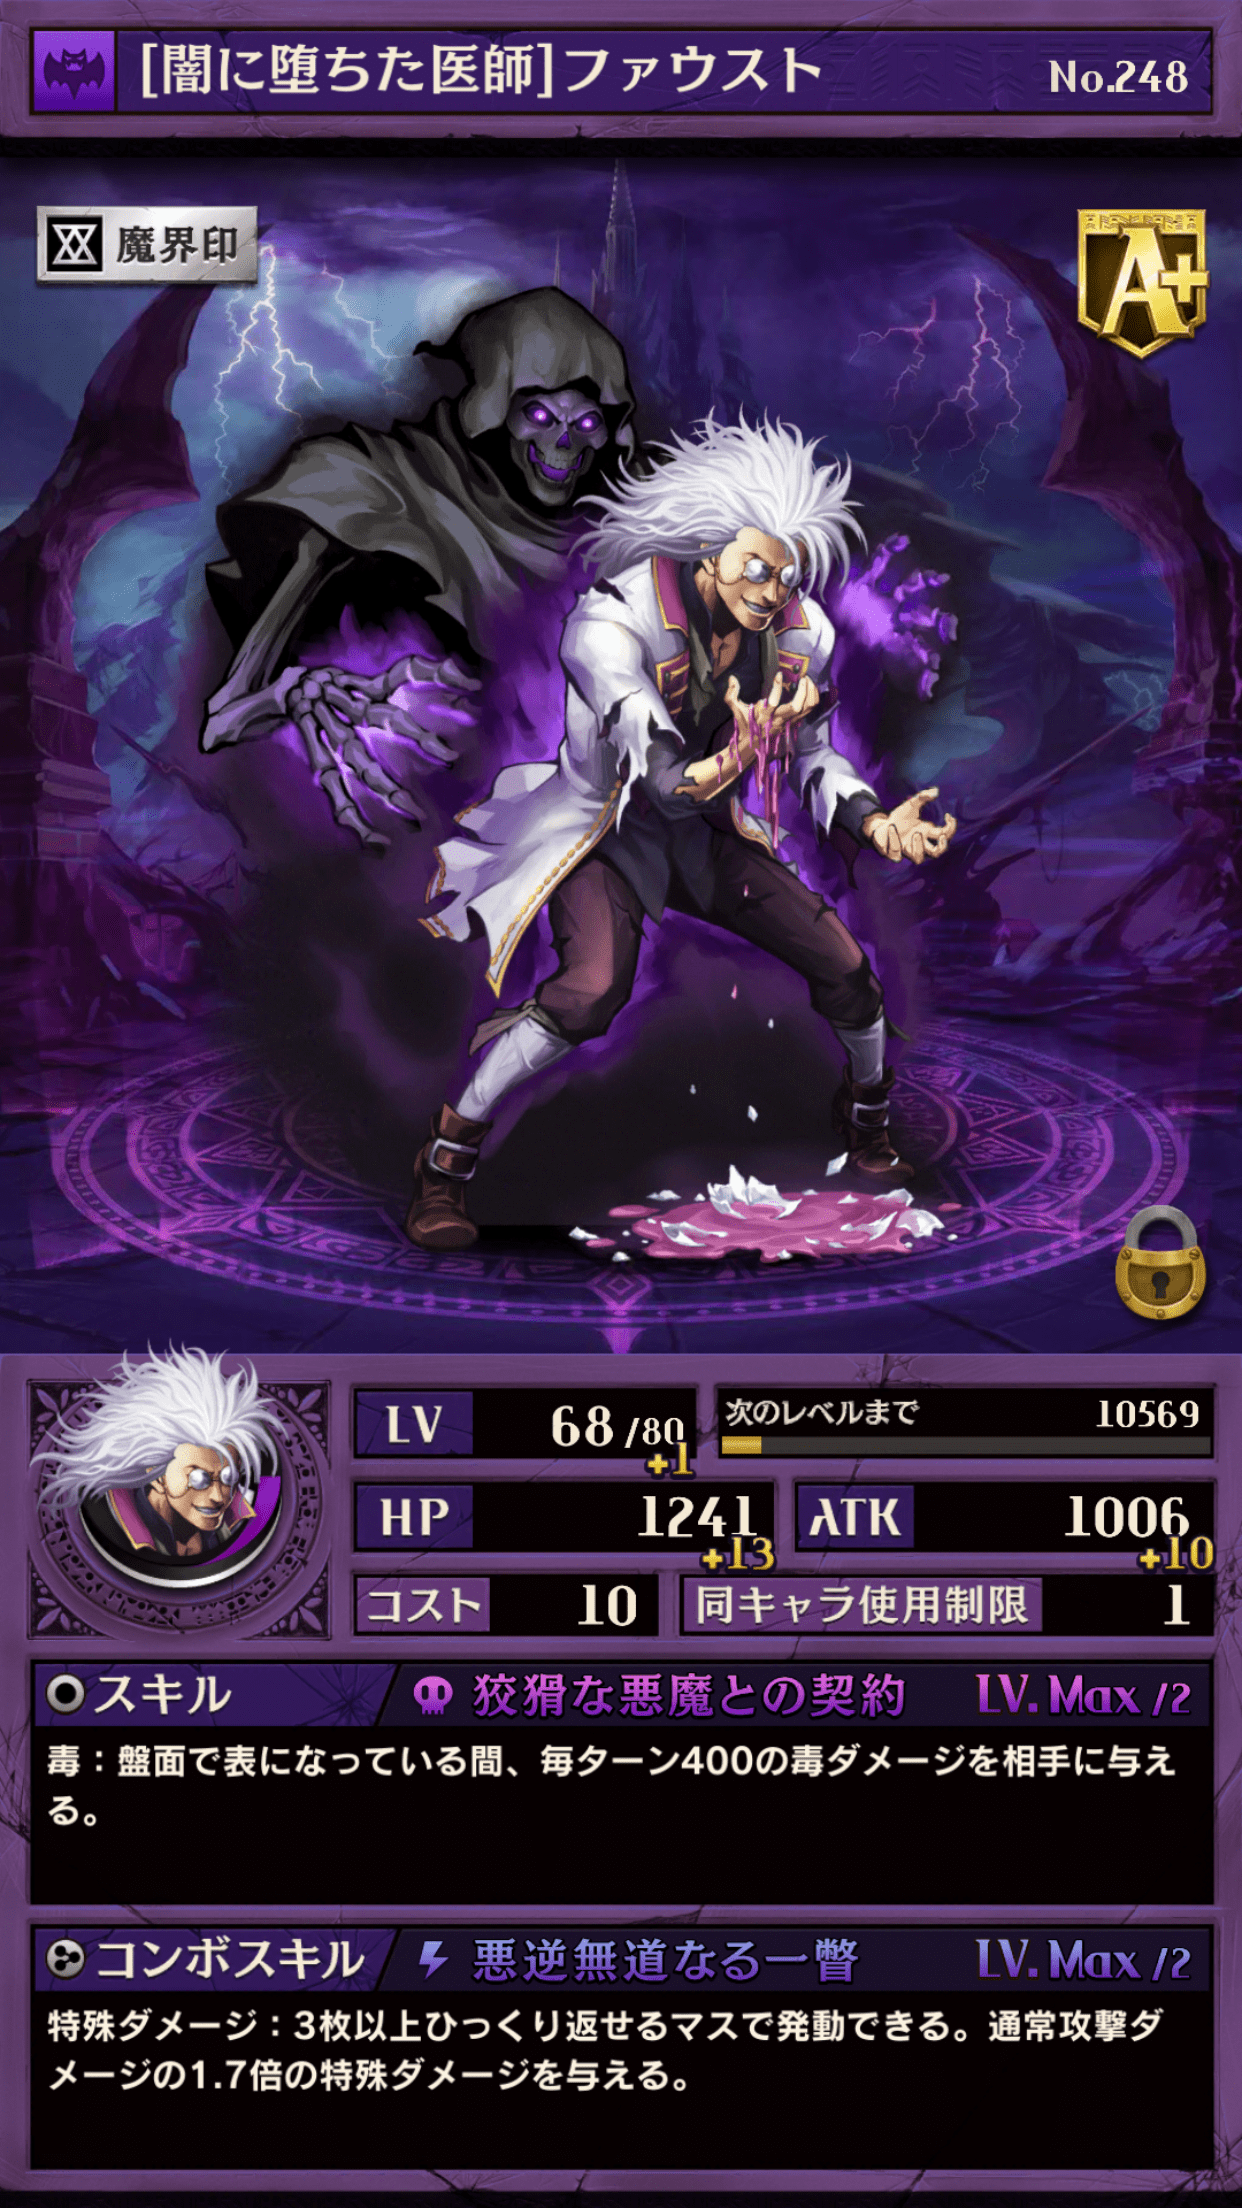 [闇に堕ちた医師]ファウスト No.248
魔界印
A+
LV 68/80 +1
次のレベルまで 10569
HP 1241 +13 ATK 1006 +10
コスト 10 同キャラ使用制限 1
スキル 狡猾な悪魔との契約 LV.Max/2
毒：盤面で表になっている間、毎ターン400の毒ダメージを相手に与え
る。
コンボスキル 悪逆無道なる一瞥 LV.Max/2
特殊ダメージ：3枚以上ひっくり返せるマスで発動できる。通常攻撃ダ
メージの1.7倍の特殊ダメージを与える。